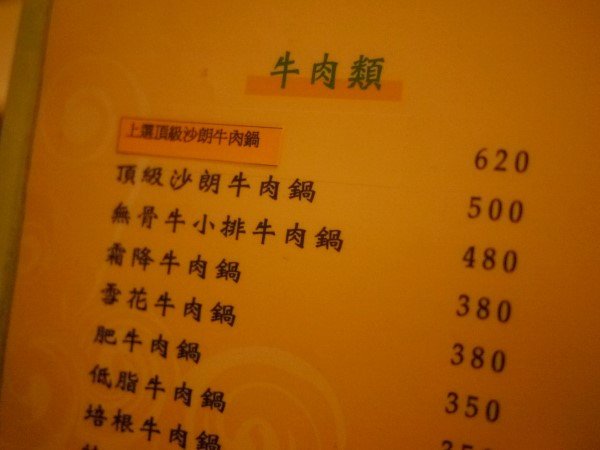 牛肉類
上選頂級沙朗牛肉鍋 620
頂級沙朗牛肉鍋 500
無骨牛小排牛肉鍋 480
霜降牛肉鍋 380
雪花牛肉鍋 380
肥牛肉鍋 350
低脂牛肉鍋 350
培根牛肉鍋